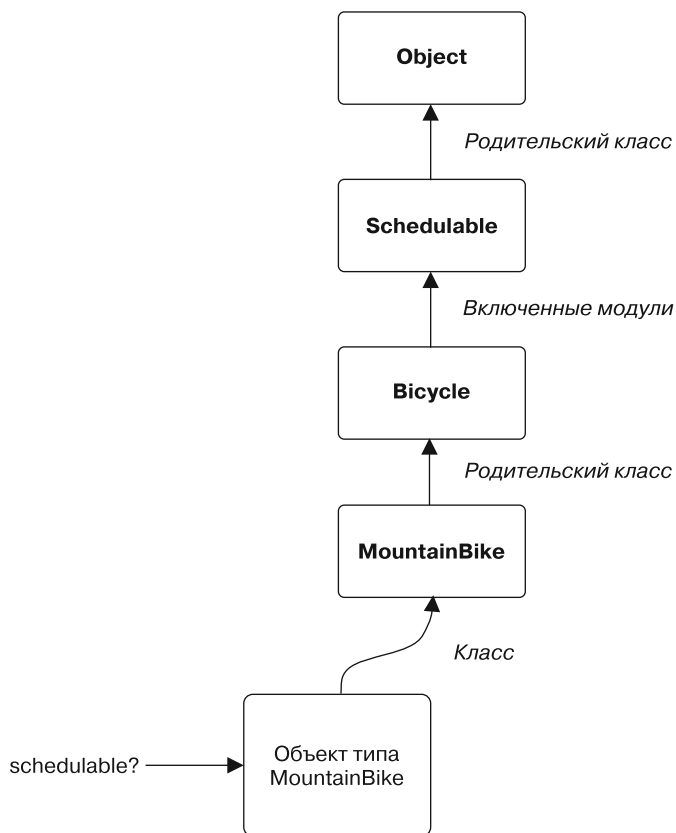 Object
Родительский класс
Schedulable
Включенные модули
Bicycle
Родительский класс
MountainBike
Класс
schedulable?
Объект типа
MountainBike